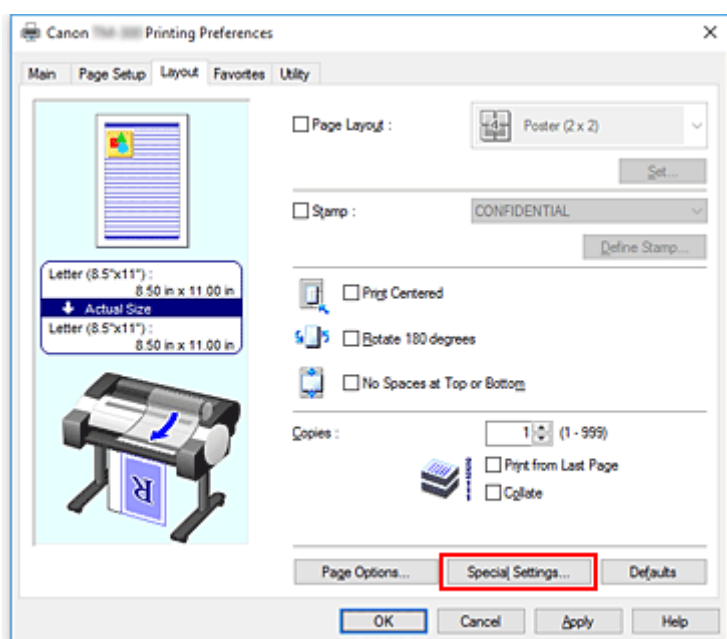 Canon Printing Preferences
Main Page Setup Layout Favorites Utility
Page Layout : 4 Poster (2 x 2)
Set...
Stamp : CONFIDENTIAL
Define Stamp...
Letter (8.5"x11") :
8.50 in x 11.00 in
Actual Size
Letter (8.5"x11") :
8.50 in x 11.00 in
Print Centered
Rotate 180 degrees
No Spaces at Top or Bottom
Copies : 1 (1 - 999)
Print from Last Page
Collate
R
Page Options... Special Settings... Defaults
OK Cancel Apply Help